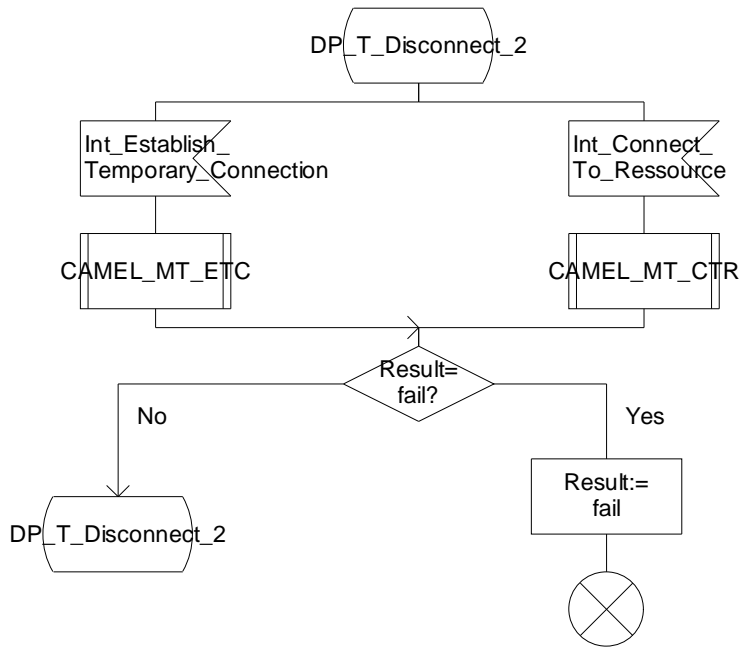 DP_T_Disconnect_2
Int_Establish_
Temporary_Connection
Int_Connect_
To_Ressource
CAMEL_MT_ETC
CAMEL_MT_CTR
Result=
fail?
No
Yes
Result:=
fail
DP_T_Disconnect_2